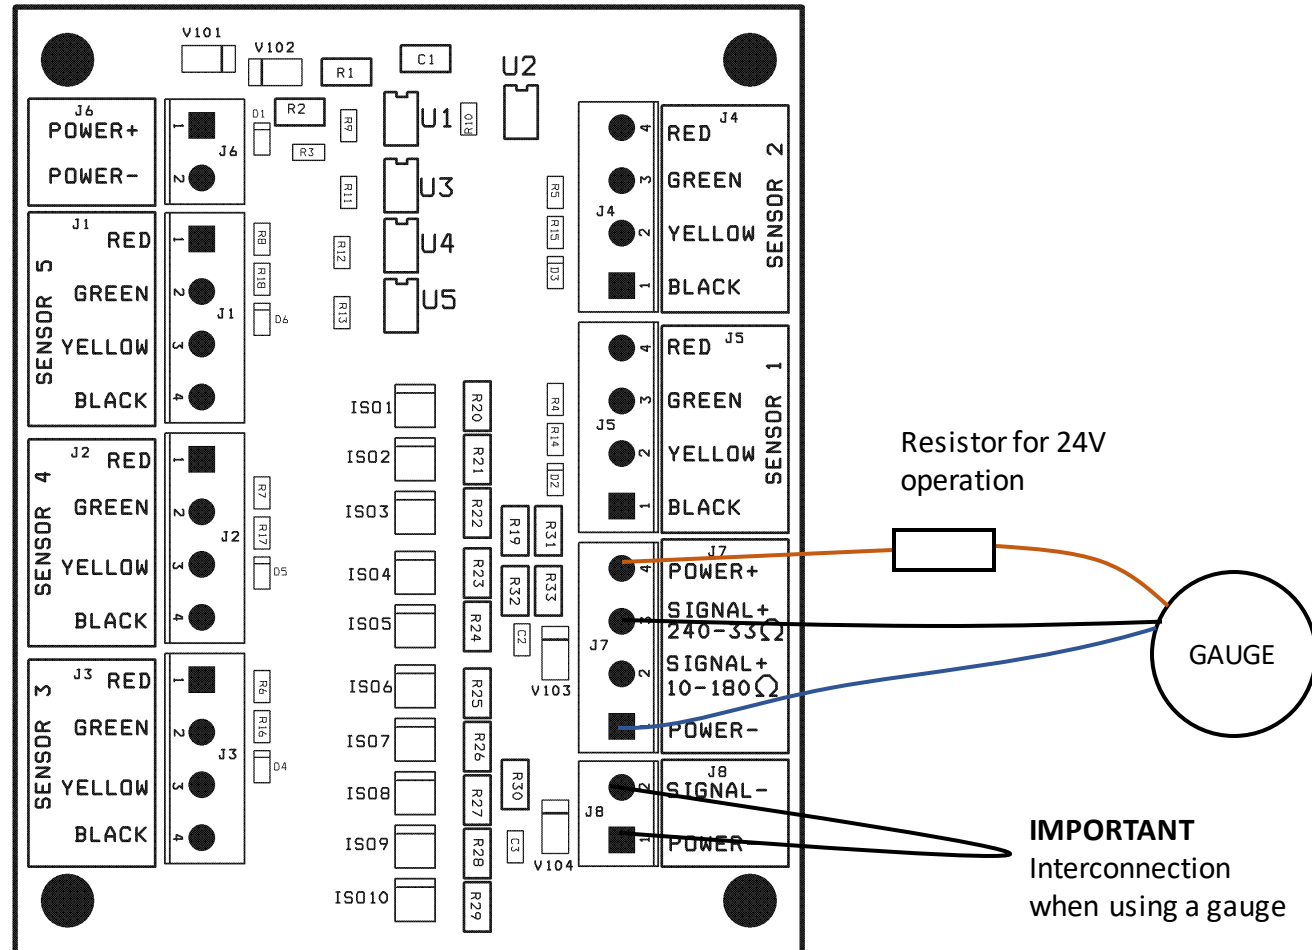 V101
V102
R1
C1
U2
J6
POWER+
POWER-
1
2
J6
D1
R2
R3
R9
U1
R10
R11
U3
R12
U4
R13
U5
J1
RED
GREEN
YELLOW
BLACK
SENSOR 5
1
2
3
4
J1
R8
R18
D6
J2
RED
GREEN
YELLOW
BLACK
SENSOR 4
1
2
3
4
J2
R7
R17
D5
J3
RED
GREEN
YELLOW
BLACK
SENSOR 3
1
2
3
4
J3
R6
R16
D4
ISO1
R20
ISO2
R21
ISO3
R22
ISO4
R23
ISO5
R24
ISO6
R25
ISO7
R26
ISO8
R27
ISO9
R28
ISO10
R29
R5
R15
D3
J4
4
3
2
1
RED
J4
GREEN
YELLOW
BLACK
SENSOR 2
R4
R14
D2
J5
4
3
2
1
RED
J5
GREEN
YELLOW
BLACK
SENSOR 1
R19
R31
R32
R33
C2
V103
J7
4
3
2
1
J7
POWER+
SIGNAL+
240-33Ω
SIGNAL+
10-180Ω
POWER-
R30
C3
V104
J8
2
1
J8
SIGNAL-
POWER
Resistor for 24V
operation
GAUGE
IMPORTANT
Interconnection
when using a gauge